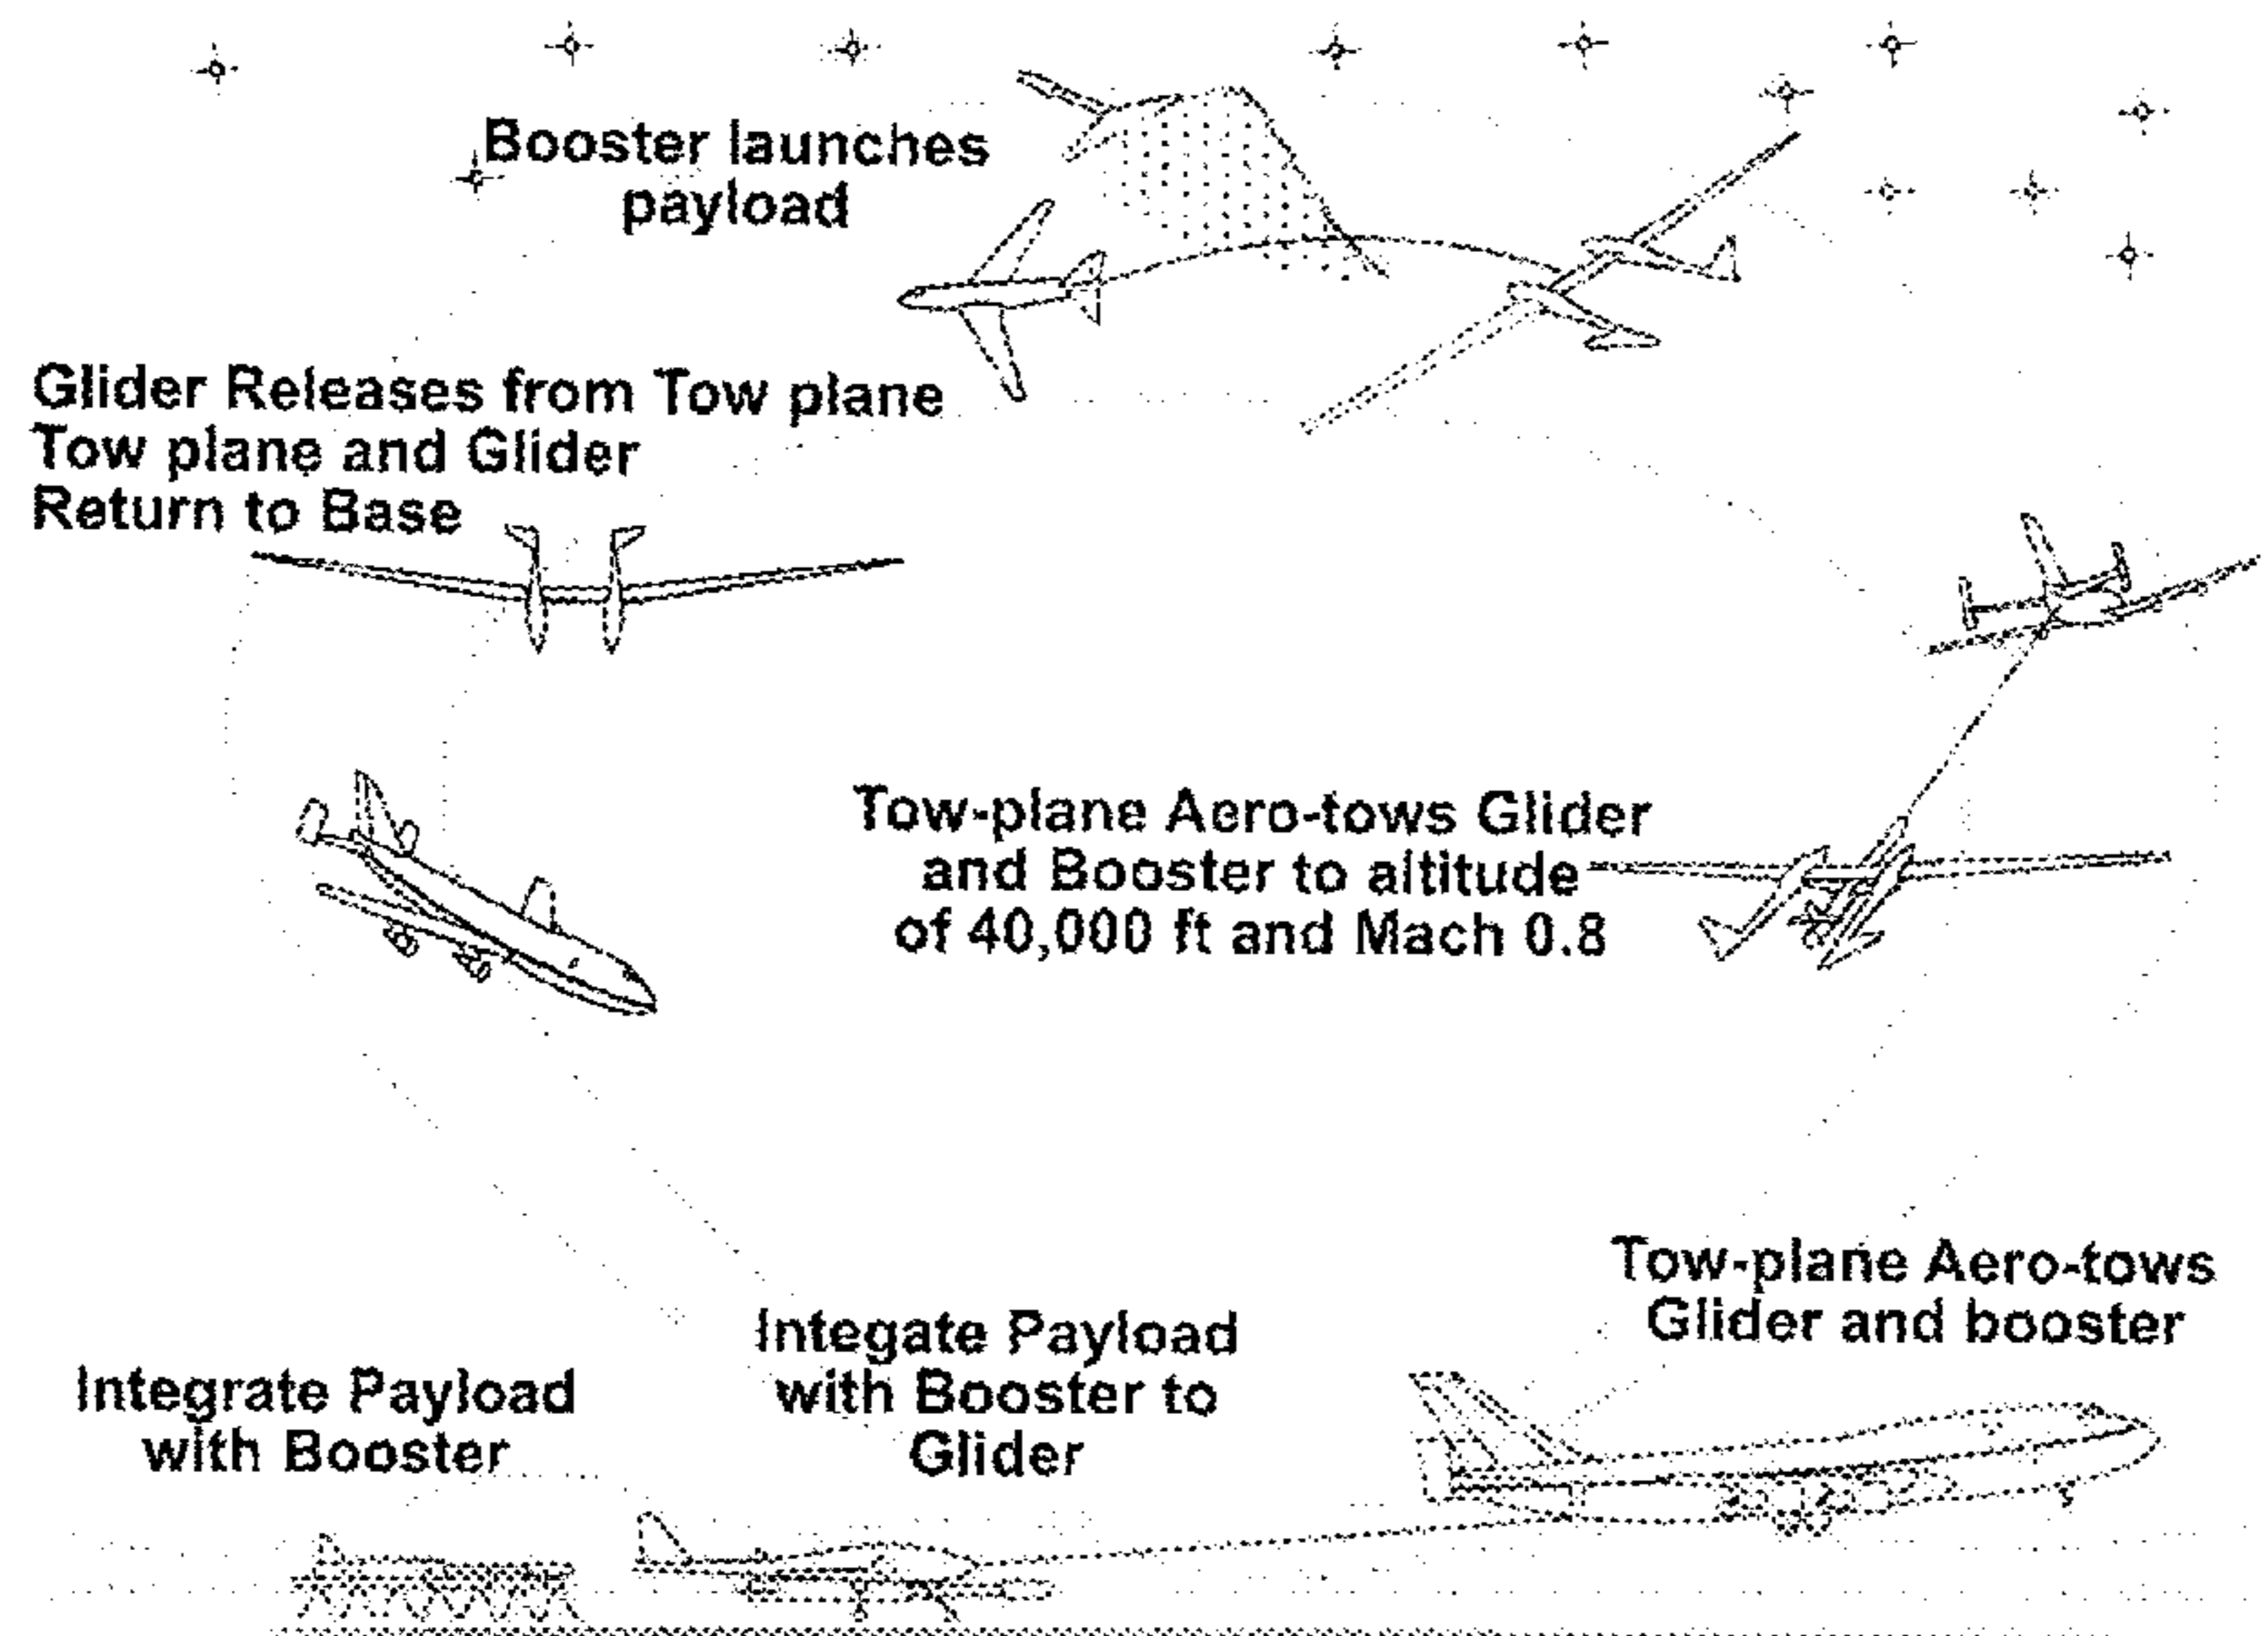 Booster launches
payload
Glider Releases from Tow plane
Tow plane and Glider
Return to Base
Tow-plane Aero-tows Glider
and Booster to altitude
of 40,000 ft and Mach 0.8
Tow-plane Aero-tows
Glider and booster
Integate Payload
with Booster to
Glider
Integrate Payload
with Booster